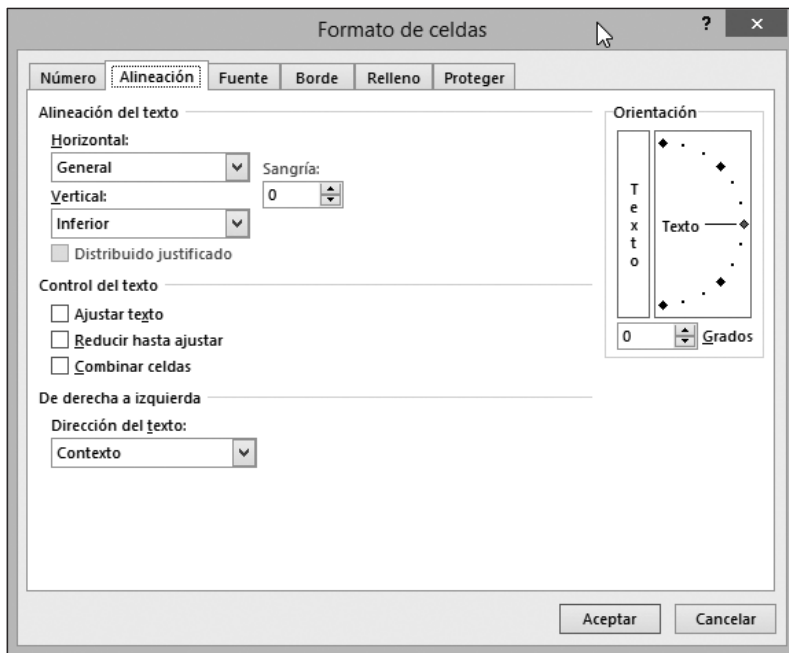 Formato de celdas
? ×
Número Alineación Fuente Borde Relleno Proteger
Alineación del texto
Horizontal:
General
Sangría:
0
Vertical:
Inferior
Distribuido justificado
Control del texto
Ajustar texto
Reducir hasta ajustar
Combinar celdas
De derecha a izquierda
Dirección del texto:
Contexto
Orientación
Texto
Texto
0 Grados
Aceptar Cancelar